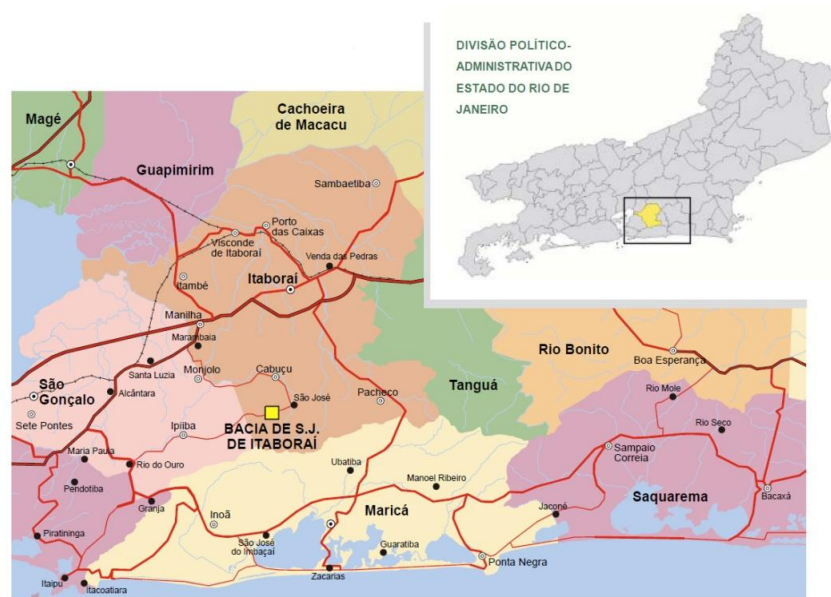 DIVISÃO POLÍTICO-
ADMINISTRATIVA DO
ESTADO DO RIO DE
JANEIRO
Magé
Cachoeira
de Macacu
Guapimirim
Sambaetiba
Porto
das Caixas
Visconde
de Itaboraí
Venda das Pedras
Itambé
Itaboraí
Manilha
Marambaia
Rio Bonito
Boa Esperança
Santa Luzia
Monjolo
Cabuçu
Tanguá
São
Gonçalo
Alcântara
São José
Pacheco
Rio Mole
Sete Pontes
BACIA DE S.J.
DE ITABORAÍ
Rio Seco
Ipiíba
Maria Paula
Rio do Ouro
Sampaio
Correia
Ubatiba
Pendotiba
Manoel Ribeiro
Saquarema
Bacaxá
Granja
Inoã
Maricá
Jaconé
Piratininga
São José
do Imbaçaí
Guaratiba
Ponta Negra
Itaipu
Itacoatiara
Zacarias